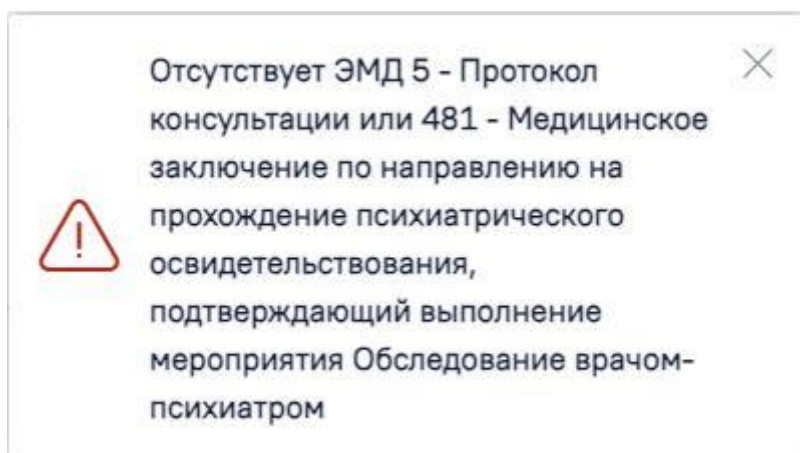 Отсутствует ЭМД 5 - Протокол
консультации или 481 - Медицинское
заключение по направлению на
прохождение психиатрического
освидетельствования,
подтверждающий выполнение
мероприятия Обследование врачом-
психиатром